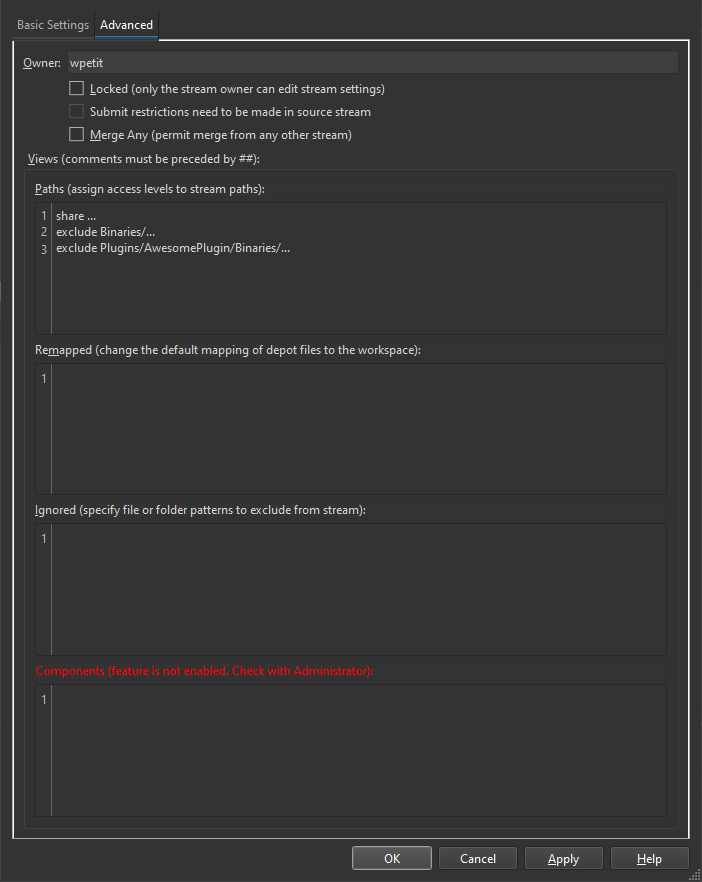 Basic Settings Advanced
Owner: wpetit
Locked (only the stream owner can edit stream settings)
Submit restrictions need to be made in source stream
Merge Any (permit merge from any other stream)
Views (comments must be preceded by ##):
Paths (assign access levels to stream paths):
1 share ...
2 exclude Binaries/...
3 exclude Plugins/AwesomePlugin/Binaries/...
Remapped (change the default mapping of depot files to the workspace):
1
Ignored (specify file or folder patterns to exclude from stream):
1
Components (feature is not enabled. Check with Administrator):
1
OK Cancel Apply Help